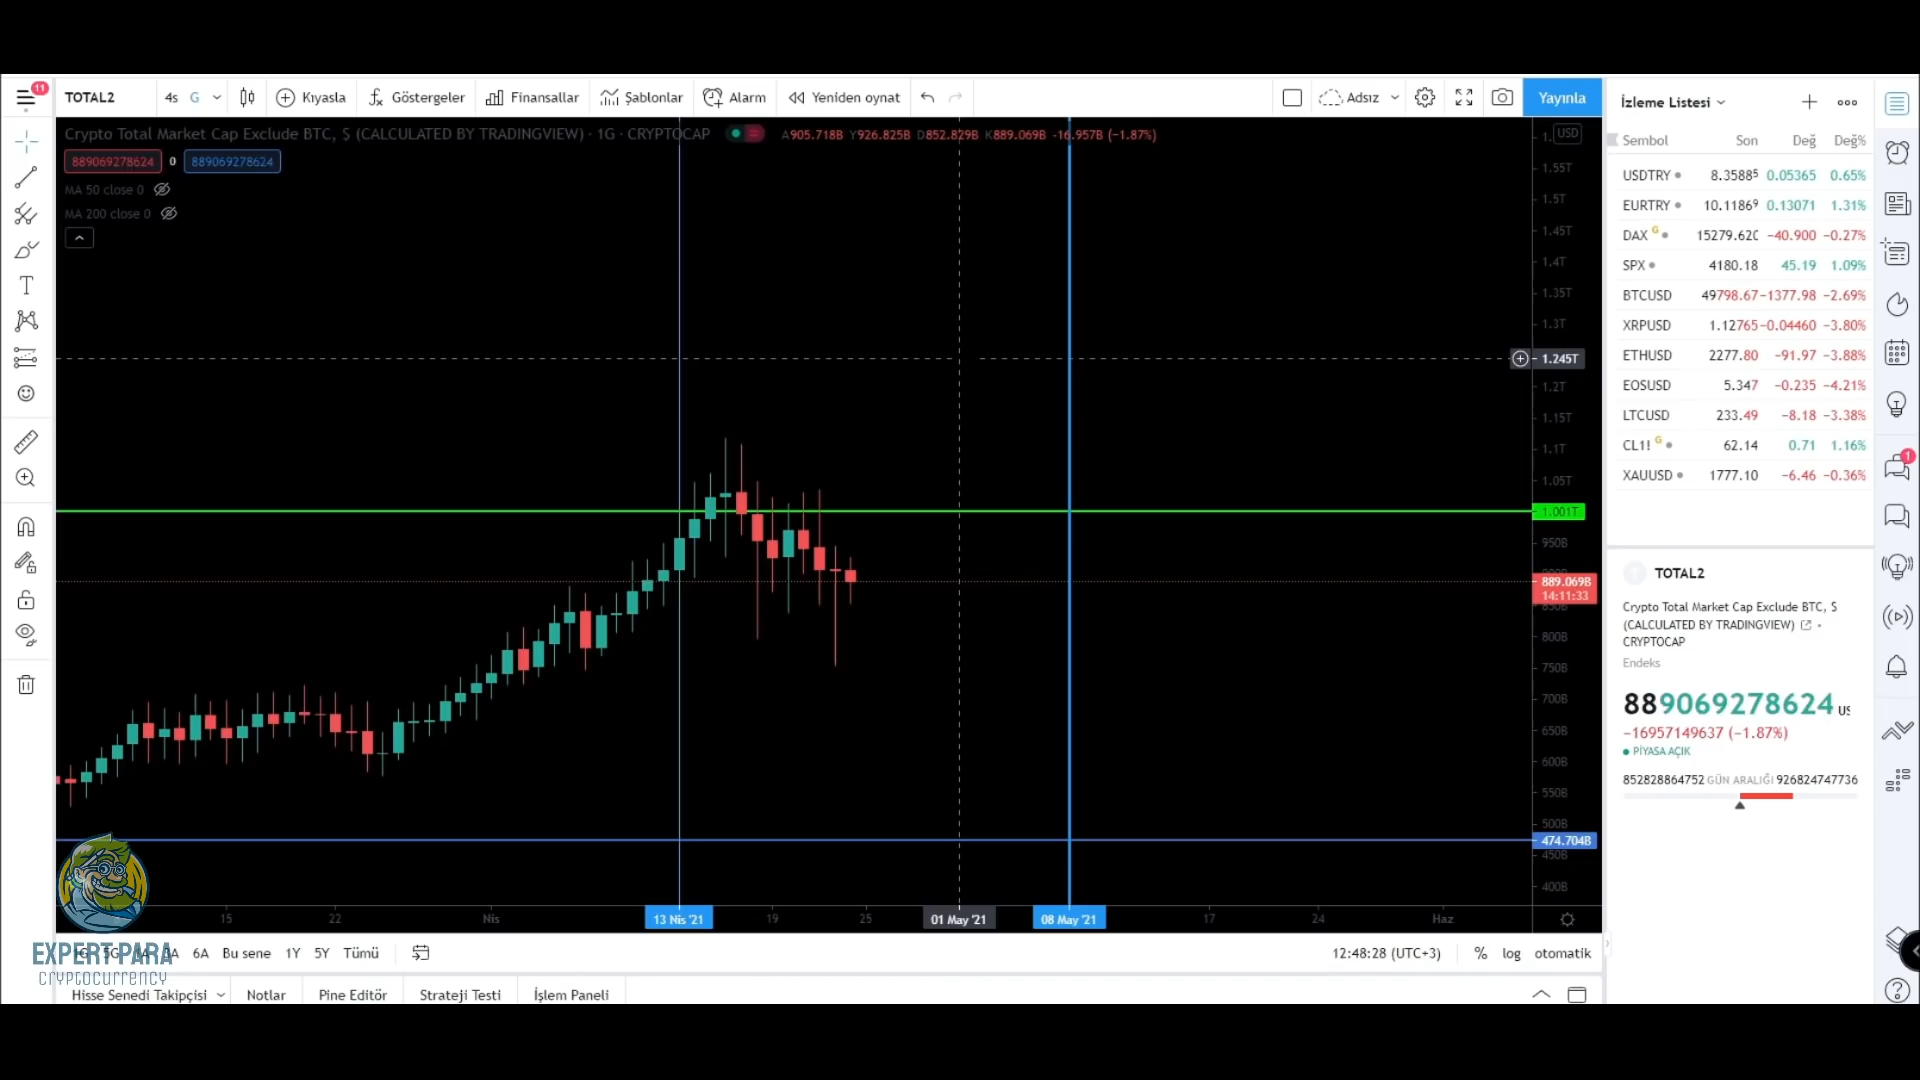 11
TOTAL2
4s G
Kıyasla
Göstergeler
Finansallar
Şablonlar
Alarm
Yeniden oynat
Adsız
Yayınla
Crypto Total Market Cap Exclude BTC, $ (CALCULATED BY TRADINGVIEW) · 1G · CRYPTOCAP
A905.718B Y926.825B D852.829B K889.069B −16.957B (−1.87%)
889069278624 0 889069278624
MA 50 close 0
MA 200 close 0
USD
1.55T
1.5T
1.45T
1.4T
1.35T
1.3T
1.245T
1.2T
1.15T
1.1T
1.05T
1.001T
950B
889.069B
14:11:33
850B
800B
750B
700B
650B
600B
550B
500B
474.704B
450B
400B
15 22 Nis 13 Nis '21 19 25 01 May '21 08 May '21 17 24 Haz
6A Bu sene 1Y 5Y Tümü
12:48:28 (UTC+3) % log otomatik
EXPERT PARA
CRYPTOCURRENCY
Hisse Senedi Takipçisi Notlar Pine Editör Strateji Testi İşlem Paneli
İzleme Listesi
Sembol Son Değ Değ%
USDTRY 8.35885 0.05365 0.65%
EURTRY 10.11869 0.13071 1.31%
DAX G 15279.62 −40.900 −0.27%
SPX 4180.18 45.19 1.09%
BTCUSD 49798.67 −1377.98 −2.69%
XRPUSD 1.12765 −0.04460 −3.80%
ETHUSD 2277.80 −91.97 −3.88%
EOSUSD 5.347 −0.235 −4.21%
LTCUSD 233.49 −8.18 −3.38%
CL1! G 62.14 0.71 1.16%
XAUUSD 1777.10 −6.46 −0.36%
1
TOTAL2
Crypto Total Market Cap Exclude BTC, $
(CALCULATED BY TRADINGVIEW)
CRYPTOCAP
Endeks
889069278624
−16957149637 (−1.87%)
PİYASA AÇIK
852828864752 GÜN ARALIĞI 926824747736